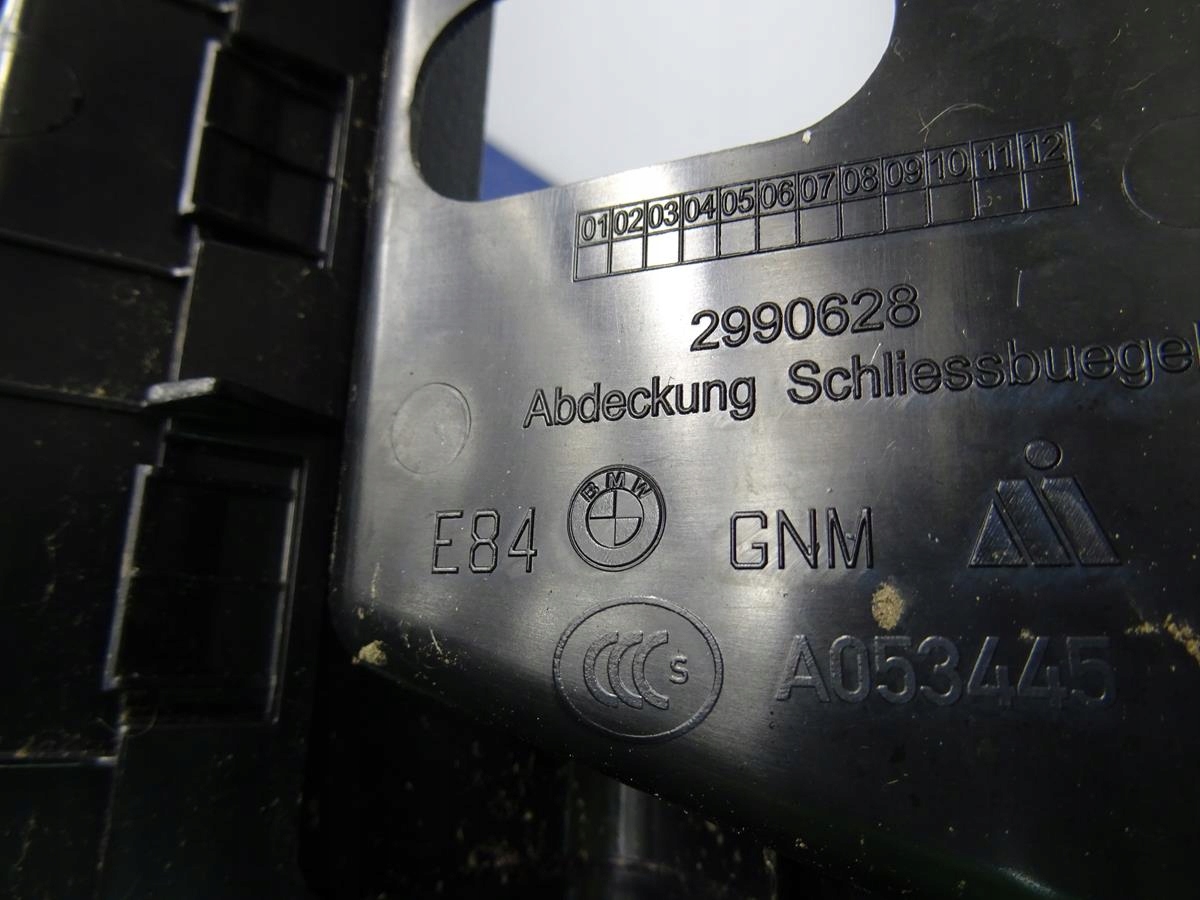 01 02 03 04 05 06 07 08 09 10 11 12
2990628
Abdeckung Schliessbuegel
E84 BMW GNM
CCC S A053445